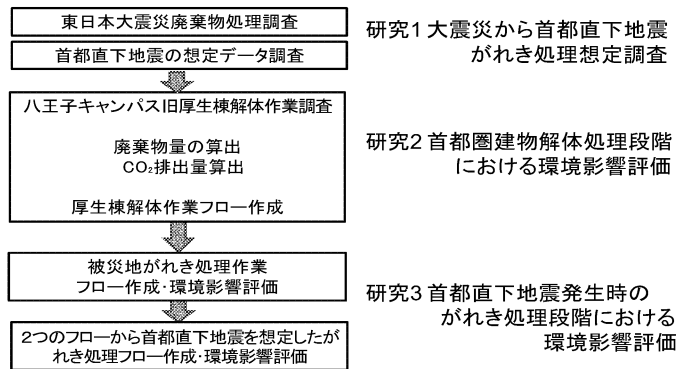 東日本大震災廃棄物処理調査
首都直下地震の想定データ調査
研究1 大震災から首都直下地震
がれき処理想定調査
八王子キャンパス旧厚生棟解体作業調査
廃棄物量の算出
CO₂排出量算出
厚生棟解体作業フロー作成
研究2 首都圏建物解体処理段階
における環境影響評価
被災地がれき処理作業
フロー作成･環境影響評価
2つのフローから首都直下地震を想定したが
れき処理フロー作成･環境影響評価
研究3 首都直下地震発生時の
がれき処理段階における
環境影響評価